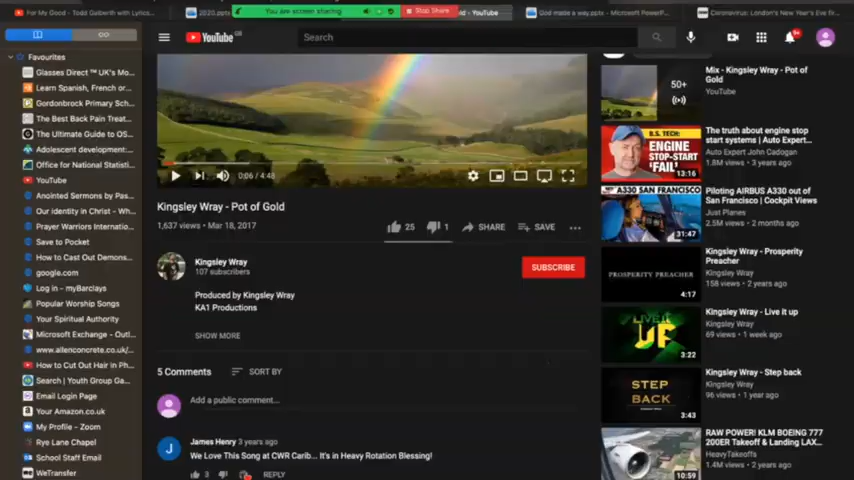 For My Good - Todd Galberth with Lyrics...
2020.pptx
You are screen sharing
Stop Share
ld - YouTube
God made a way.pptx - Microsoft PowerP...
Coronavirus: London's New Year's Eve fir...
Favourites
Glasses Direct ™ UK's Mo...
Learn Spanish, French or...
Gordonbrock Primary Sch...
The Best Back Pain Treat...
The Ultimate Guide to OS...
Adolescent development:...
Office for National Statisti...
YouTube
Anointed Sermons by Pas...
Our identity in Christ - Wh...
Prayer Warriors Internatio...
Save to Pocket
How to Cast Out Demons...
google.com
Log in - myBarclays
Popular Worship Songs
Your Spiritual Authority
Microsoft Exchange - Outl...
www.allenconcrete.co.uk/...
How to Cut Out Hair in Ph...
Search | Youth Group Ga...
Email Login Page
Your Amazon.co.uk
My Profile - Zoom
Rye Lane Chapel
School Staff Email
WeTransfer
YouTube GB
Search
9+
0:06 / 4:48
Kingsley Wray - Pot of Gold
1,637 views • Mar 18, 2017
25
1
SHARE
SAVE
Kingsley Wray
107 subscribers
SUBSCRIBE
Produced by Kingsley Wray
KA1 Productions
SHOW MORE
5 Comments
SORT BY
Add a public comment...
J
James Henry 3 years ago
We Love This Song at CWR Carib... It's in Heavy Rotation Blessing!
3
REPLY
50+
Mix - Kingsley Wray - Pot of
Gold
YouTube
B.S. TECH:
ENGINE
STOP-START
'FAIL'
13:16
The truth about engine stop
start systems | Auto Expert...
Auto Expert John Cadogan
1.8M views • 3 years ago
A330 SAN FRANCISCO
31:47
Piloting AIRBUS A330 out of
San Francisco | Cockpit Views
Just Planes
2.5M views • 2 months ago
PROSPERITY PREACHER
4:17
Kingsley Wray - Prosperity
Preacher
Kingsley Wray
158 views • 2 years ago
LIVE IT
UP
3:22
Kingsley Wray - Live it up
Kingsley Wray
69 views • 1 week ago
STEP
BACK
3:43
Kingsley Wray - Step back
Kingsley Wray
96 views • 1 year ago
10:59
RAW POWER! KLM BOEING 777
200ER Takeoff & Landing LAX...
HeavyTakeoffs
1.4M views • 2 years ago